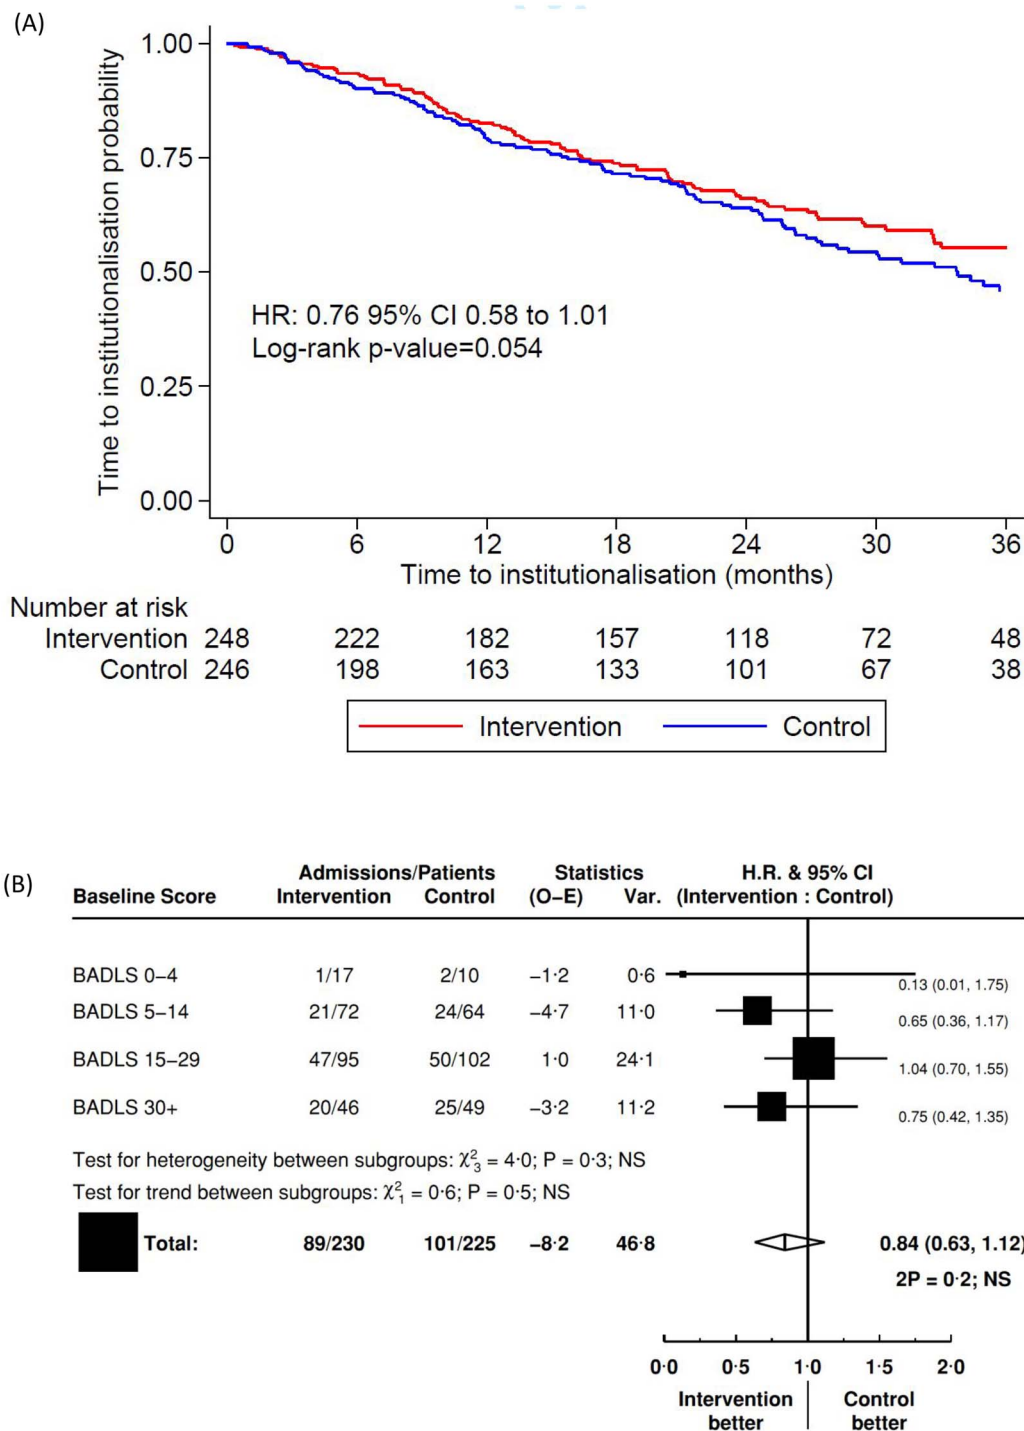 (A)
Time to institutionalisation probability
1.00
0.75
0.50
0.25
0.00
HR: 0.76 95% CI 0.58 to 1.01
Log-rank p-value=0.054
0 6 12 18 24 30 36
Time to institutionalisation (months)
Number at risk
Intervention 248 222 182 157 118 72 48
Control 246 198 163 133 101 67 38
Intervention Control
(B)
Admissions/Patients Statistics H.R. & 95% CI
Baseline Score Intervention Control (O−E) Var. (Intervention : Control)
BADLS 0−4 1/17 2/10 −1·2 0·6 0.13 (0.01, 1.75)
BADLS 5−14 21/72 24/64 −4·7 11·0 0.65 (0.36, 1.17)
BADLS 15−29 47/95 50/102 1·0 24·1 1.04 (0.70, 1.55)
BADLS 30+ 20/46 25/49 −3·2 11·2 0.75 (0.42, 1.35)
Test for heterogeneity between subgroups: χ²₃ = 4·0; P = 0·3; NS
Test for trend between subgroups: χ²₁ = 0·6; P = 0·5; NS
Total: 89/230 101/225 −8·2 46·8 0.84 (0.63, 1.12)
2P = 0·2; NS
0·0 0·5 1·0 1·5 2·0
Intervention Control
better better